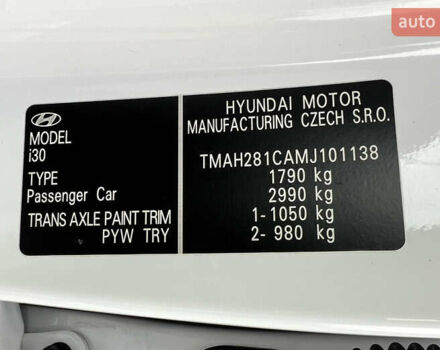 auto
MODEL
i30
TYPE
Passenger Car
TRANS AXLE PAINT TRIM
PYW TRY
HYUNDAI MOTOR
MANUFACTURING CZECH S.R.O.
TMAH281CAMJ101138
1790 kg
2990 kg
1- 1050 kg
2- 980 kg